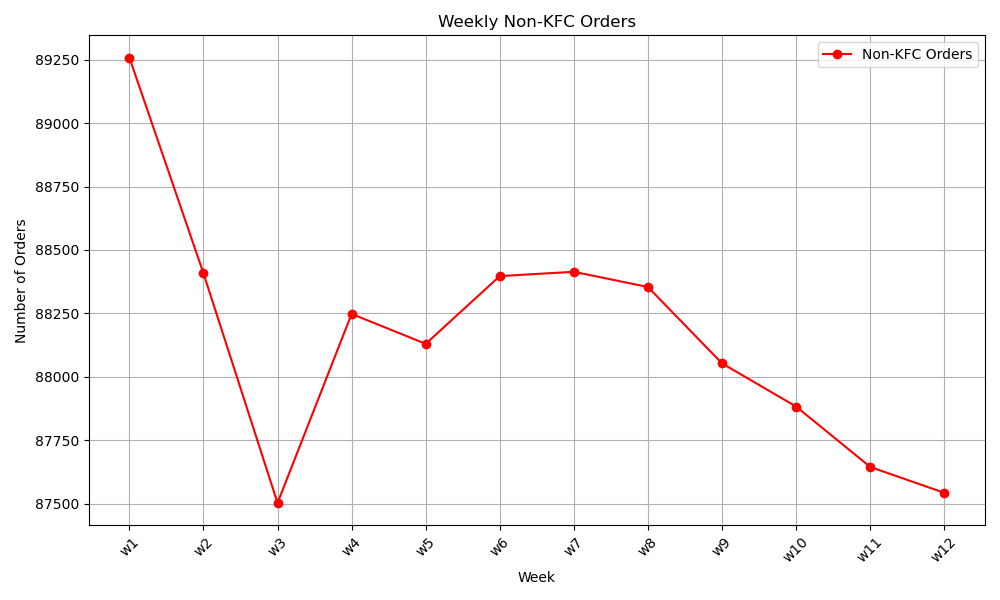 Weekly Non-KFC Orders
Non-KFC Orders
Number of Orders
89250
89000
88750
88500
88250
88000
87750
87500
w1
w2
w3
w4
w5
w6
w7
w8
w9
w10
w11
w12
Week